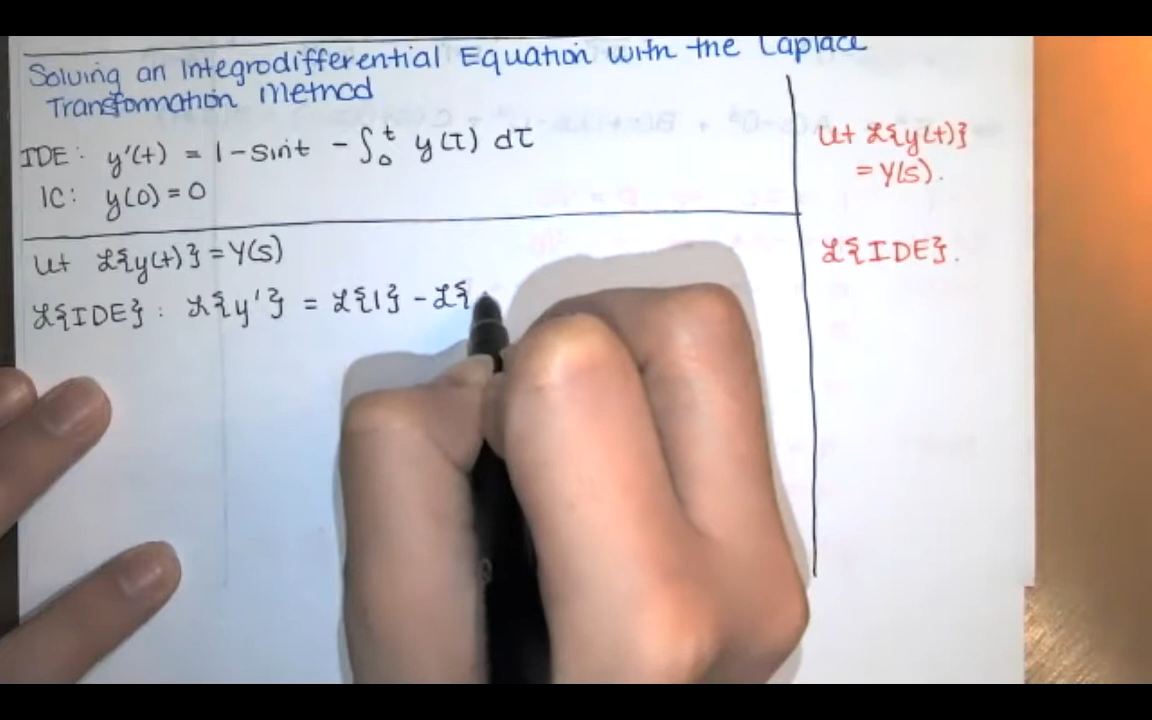 Solving an Integrodifferential Equation with the Laplace
Transformation Method
IDE: y'(t) = 1 - sint - ∫₀ᵗ y(τ) dτ
IC: y(0) = 0
Let ℒ{y(t)} = Y(s)
ℒ{IDE} : ℒ{y'} = ℒ{1} - ℒ{
Let ℒ{y(t)}
= Y(s).
ℒ{IDE}.